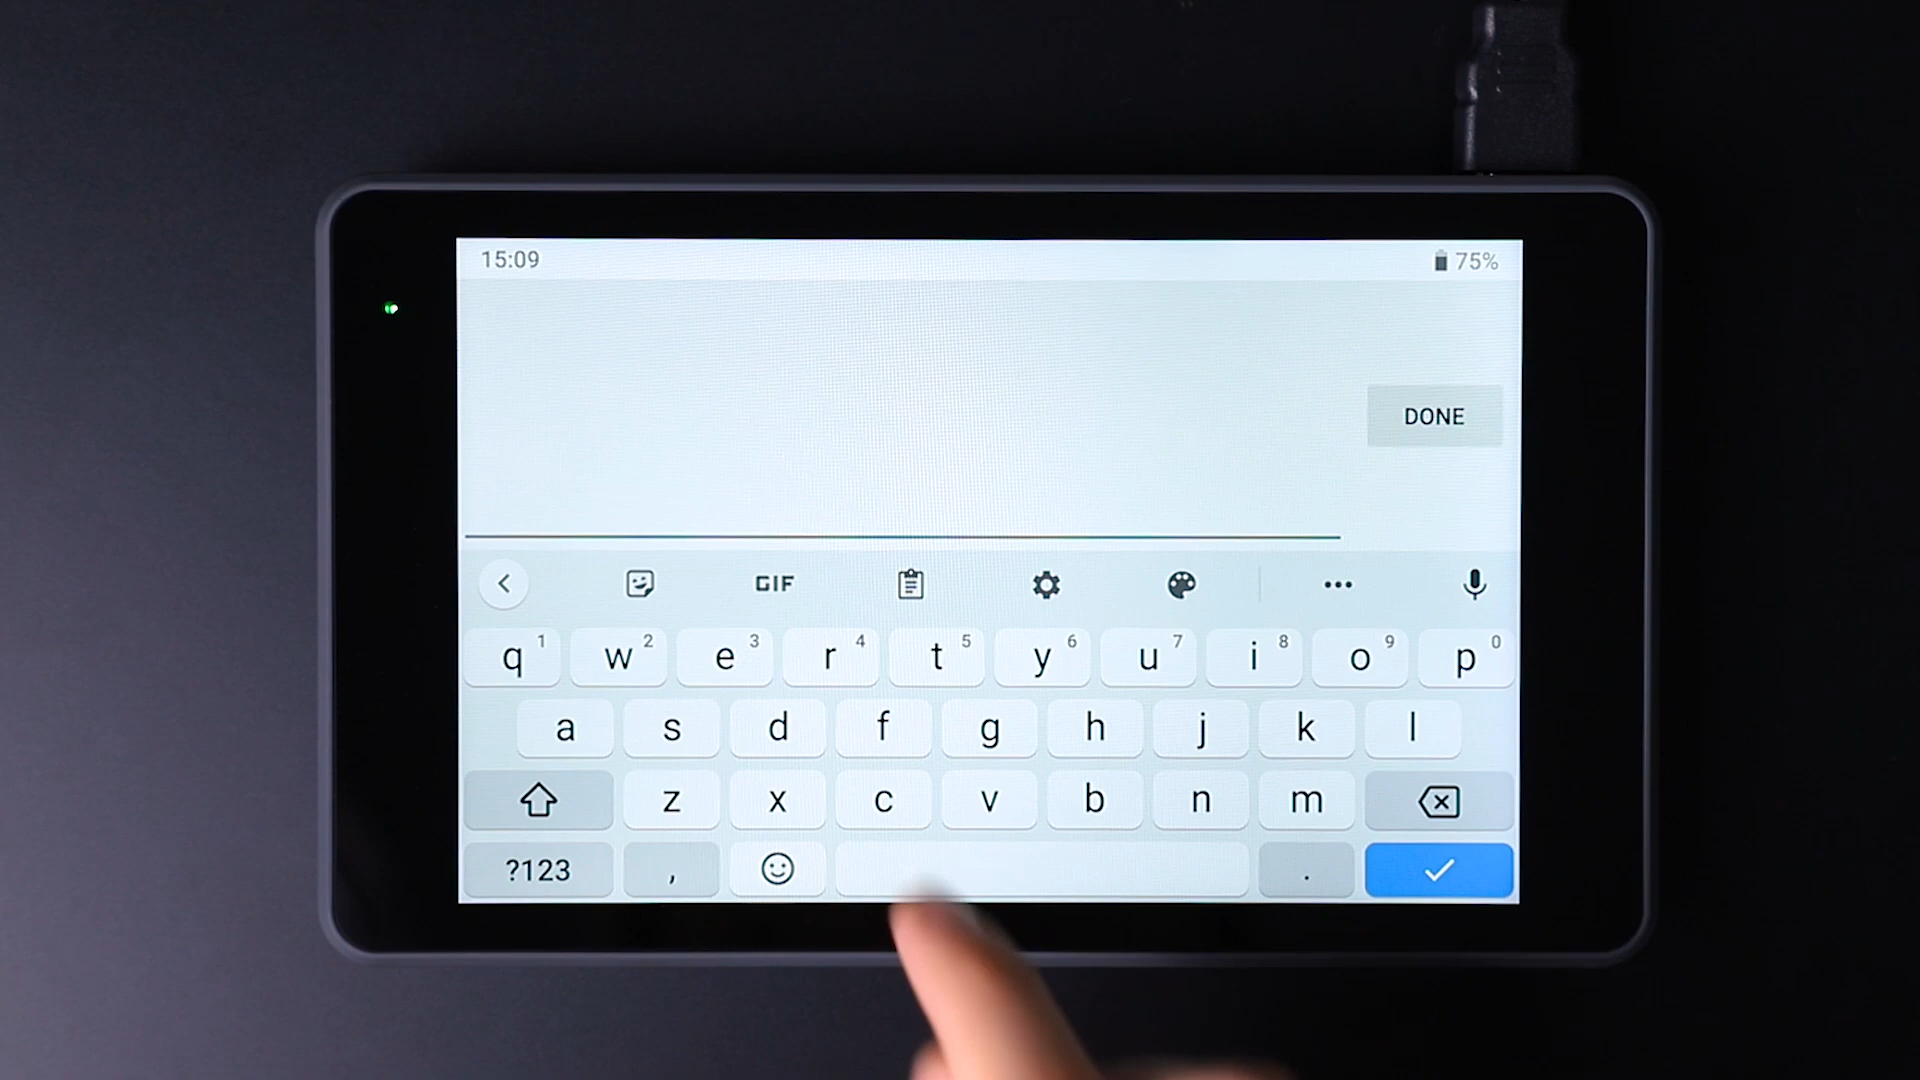 15:09 75%
DONE
GIF
q 1 w 2 e 3 r 4 t 5 y 6 u 7 i 8 o 9 p 0
a s d f g h j k l
z x c v b n m
?123 , .